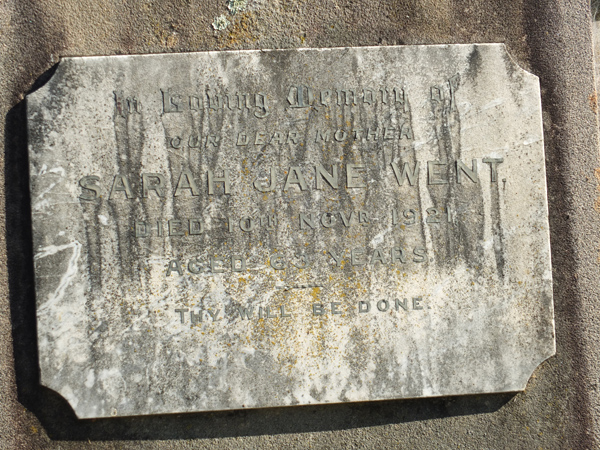 In Loving Memory of
OUR DEAR MOTHER
SARAH JANE WENT,
DIED 10TH NOVR 1921
AGED YEARS
THY WILL BE DONE.